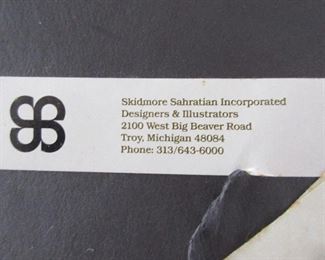 Skidmore Sahratian Incorporated
Designers & Illustrators
2100 West Big Beaver Road
Troy, Michigan 48084
Phone: 313/643-6000